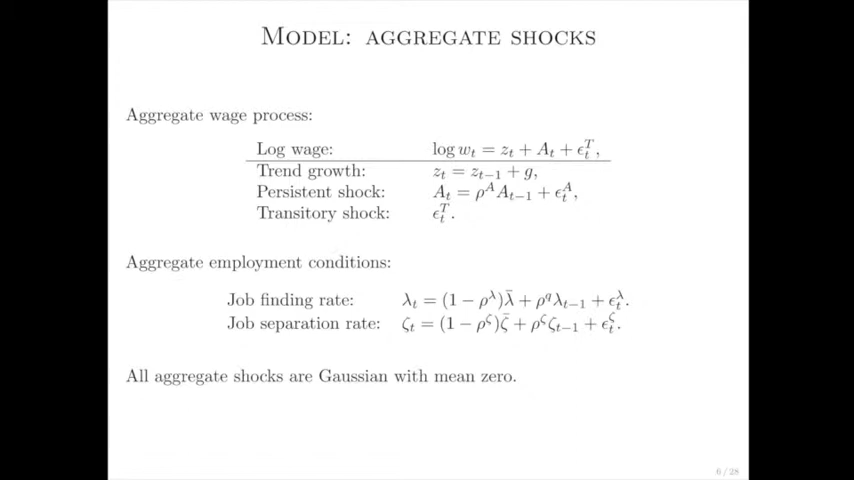 MODEL: AGGREGATE SHOCKS
Aggregate wage process:
Log wage: log w_t = z_t + A_t + ϵ_t^T,
Trend growth: z_t = z_{t−1} + g,
Persistent shock: A_t = ρ^A A_{t−1} + ϵ_t^A,
Transitory shock: ϵ_t^T.
Aggregate employment conditions:
Job finding rate: λ_t = (1 − ρ^λ)λ̄ + ρ^q λ_{t−1} + ϵ_t^λ.
Job separation rate: ζ_t = (1 − ρ^ζ)ζ̄ + ρ^ζ ζ_{t−1} + ϵ_t^ζ.
All aggregate shocks are Gaussian with mean zero.
6 / 28